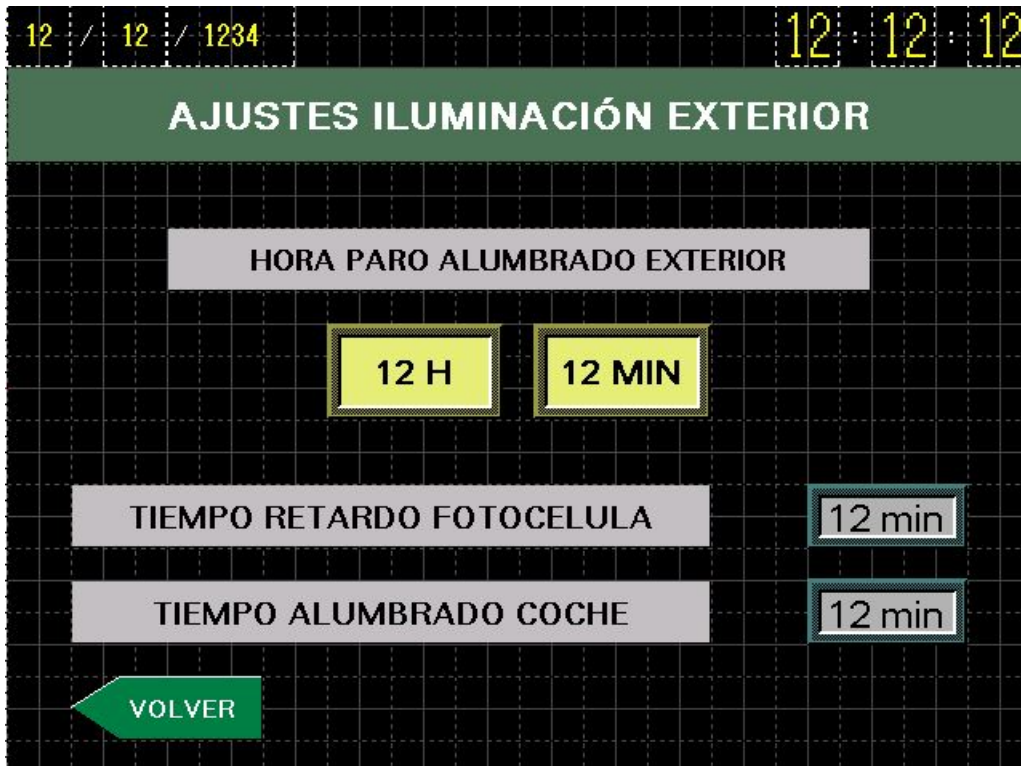 12 / 12 / 1234 12 : 12 : 12
AJUSTES ILUMINACIóN EXTERIOR
HORA PARO ALUMBRADO EXTERIOR
12 H 12 MIN
TIEMPO RETARDO FOTOCELULA 12 min
TIEMPO ALUMBRADO COCHE 12 min
VOLVER